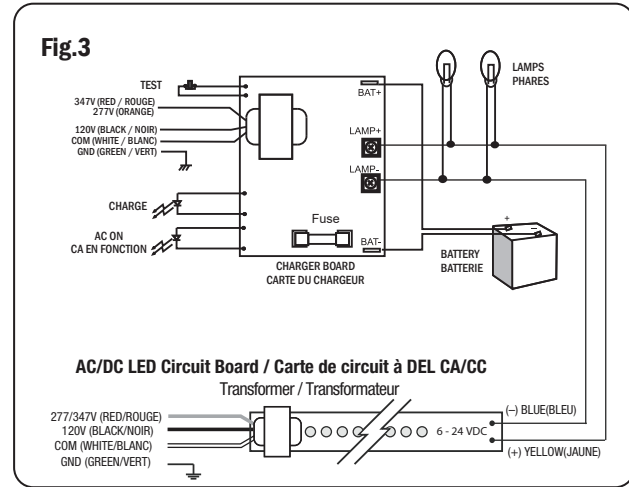 Fig.3
TEST
347V (RED / ROUGE)
277V (ORANGE)
120V (BLACK / NOIR)
COM (WHITE / BLANC)
GND (GREEN / VERT)
CHARGE
AC ON
CA EN FONCTION
BAT+
LAMP+
LAMP-
Fuse
BAT-
CHARGER BOARD
CARTE DU CHARGEUR
LAMPS
PHARES
+
–
BATTERY
BATTERIE
AC/DC LED Circuit Board / Carte de circuit à DEL CA/CC
Transformer / Transformateur
277/347V (RED/ROUGE)
120V (BLACK/NOIR)
COM (WHITE/BLANC)
GND (GREEN/VERT)
6 - 24 VDC
(–) BLUE(BLEU)
(+) YELLOW(JAUNE)